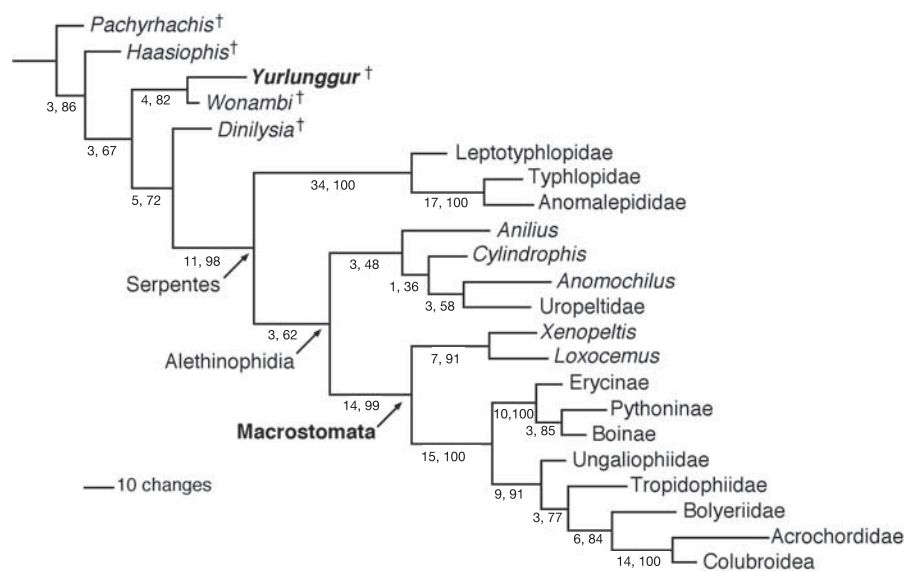 Pachyrhachis†
Haasiophis†
3, 86
Yurlunggur†
4, 82
Wonambi†
Dinilysia†
3, 67
Leptotyphlopidae
34, 100
Typhlopidae
5, 72
17, 100
Anomalepididae
Anilius
11, 98
3, 48
Cylindrophis
Serpentes
1, 36
Anomochilus
3, 58
Uropeltidae
3, 62
Xenopeltis
Alethinophidia
7, 91
Loxocemus
Erycinae
14, 99
10,100
Pythoninae
Macrostomata
3, 85
Boinae
15, 100
Ungaliophiidae
10 changes
9, 91
Tropidophiidae
3, 77
Bolyeriidae
6, 84
Acrochordidae
14, 100
Colubroidea